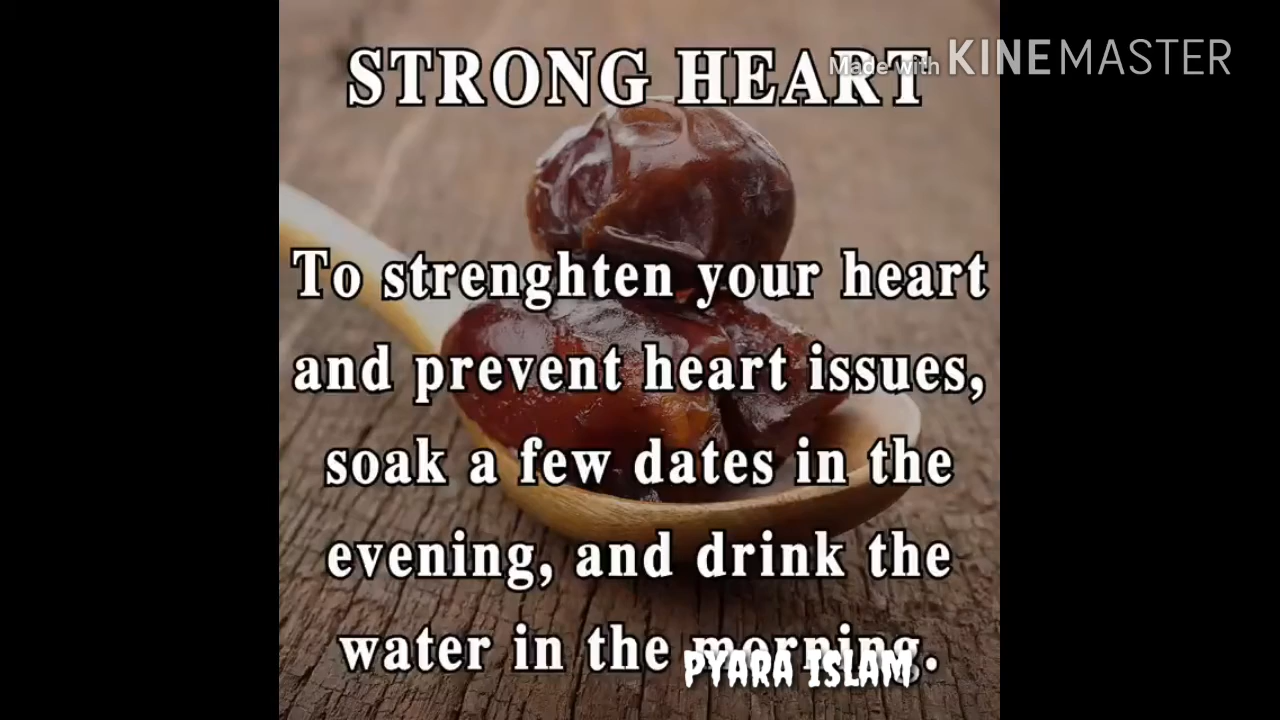 STRONG HEART
Made with KINEMASTER
To strenghten your heart
and prevent heart issues,
soak a few dates in the
evening, and drink the
water in the morning.
PYARA ISLAM